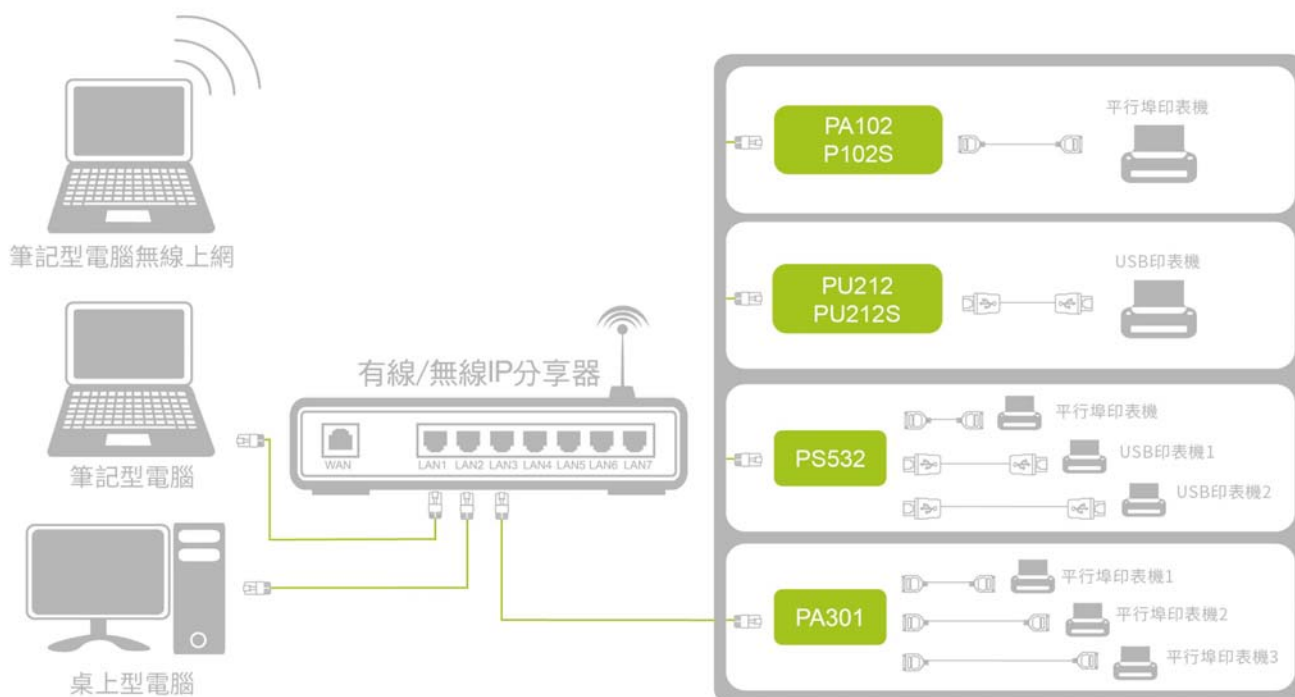 筆記型電腦無線上網
筆記型電腦
桌上型電腦
有線/無線IP分享器
WAN
LAN1 LAN2 LAN3 LAN4 LAN5 LAN6 LAN7
平行埠印表機
PA102
P102S
USB印表機
PU212
PU212S
PS532
平行埠印表機
USB印表機1
USB印表機2
PA301
平行埠印表機1
平行埠印表機2
平行埠印表機3